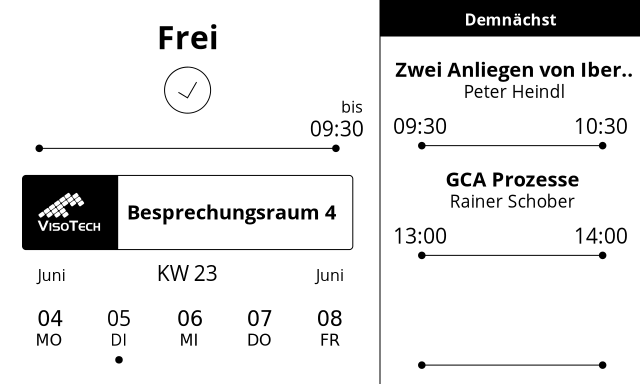 Frei
bis
09:30
VISOTECH
Besprechungsraum 4
Juni KW 23 Juni
04 05 06 07 08
MO DI MI DO FR
Demnächst
Zwei Anliegen von Iber..
Peter Heindl
09:30 10:30
GCA Prozesse
Rainer Schober
13:00 14:00